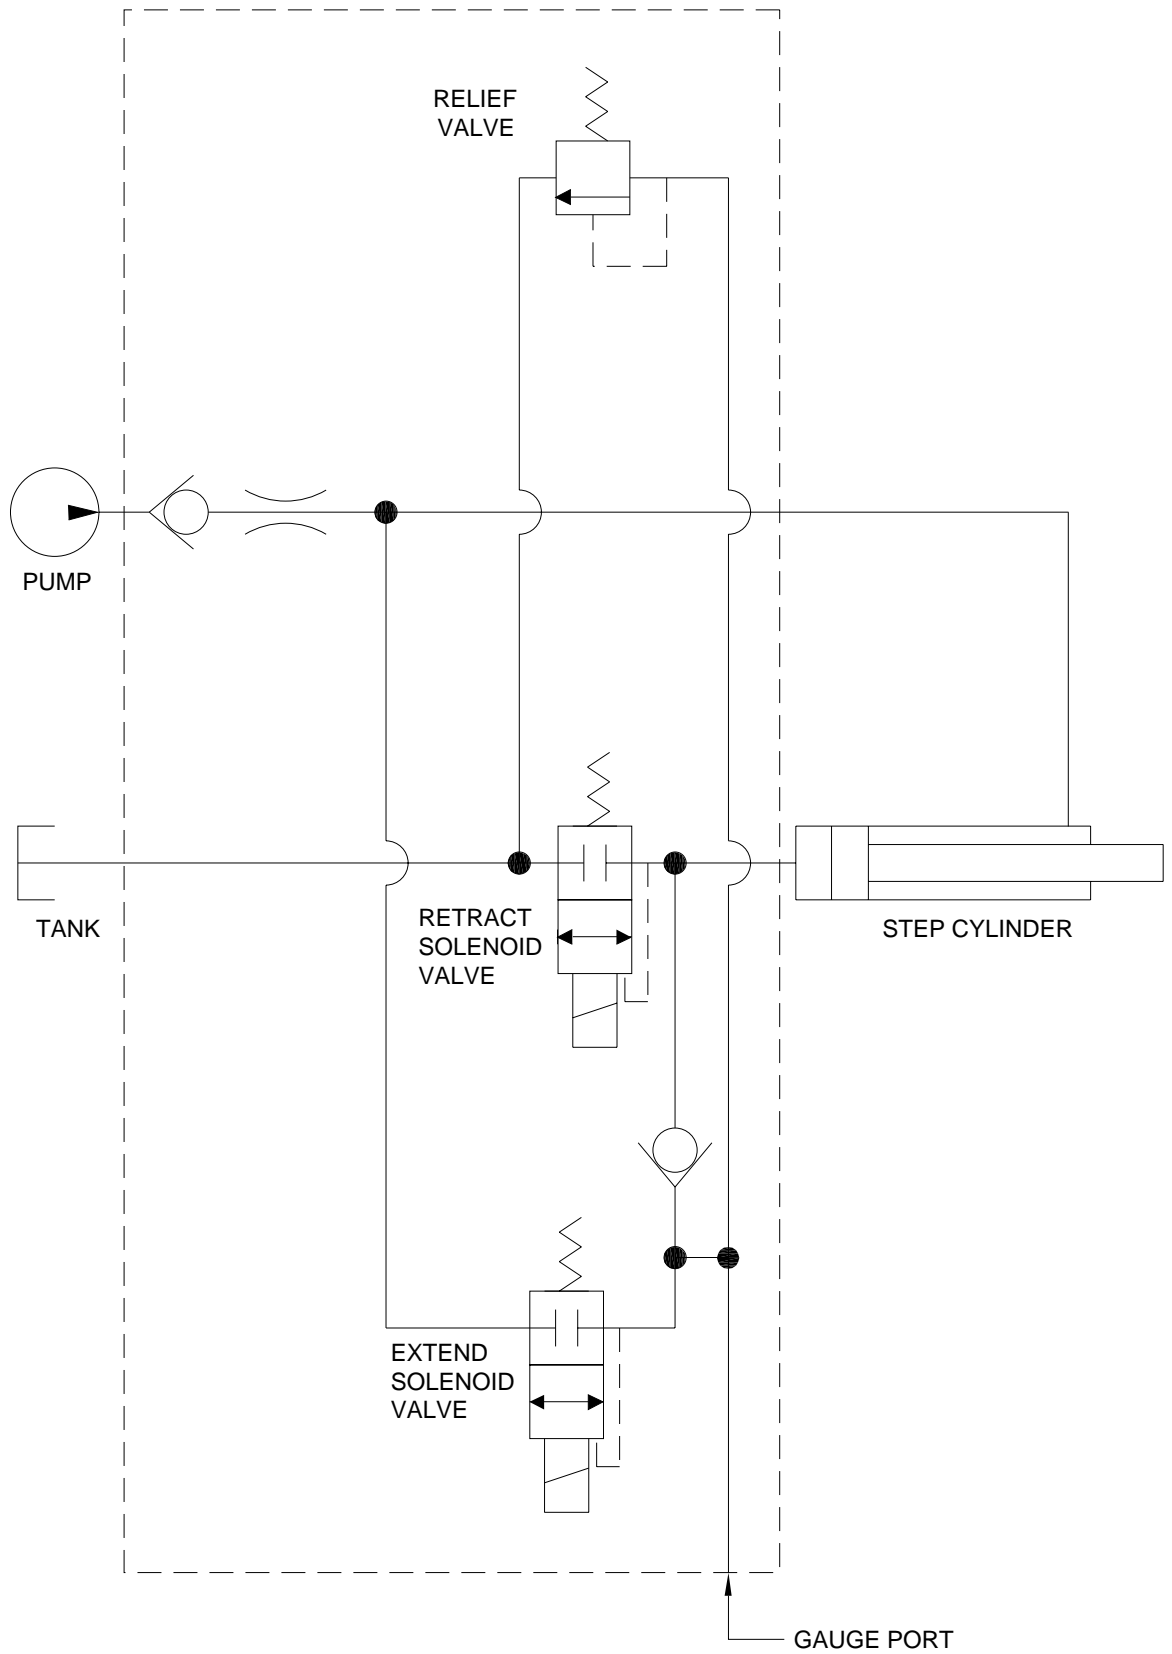 RELIEF
VALVE
PUMP
TANK
RETRACT
SOLENOID
VALVE
STEP CYLINDER
EXTEND
SOLENOID
VALVE
GAUGE PORT